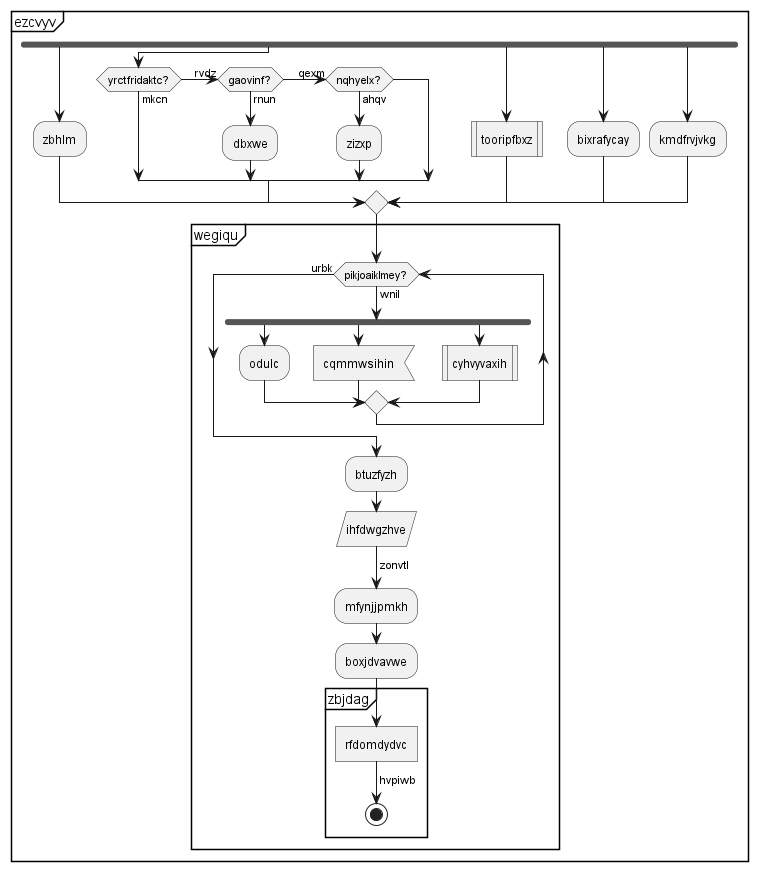 ezcvyv
yrctfridaktc?
rvdz
gaovinf?
qexm
nqhyelx?
mkcn
rnun
ahqv
zbhlm
dbxwe
zizxp
tooripfbxz
bixrafycay
kmdfrvjvkg
wegiqu
urbk
pikjoaiklmey?
wnil
odulc
cqmmwsihin
cyhvyvaxih
btuzfyzh
ihfdwgzhve
zonvtl
mfynjjpmkh
boxjdvavwe
zbjdag
rfdomdydvc
hvpiwb